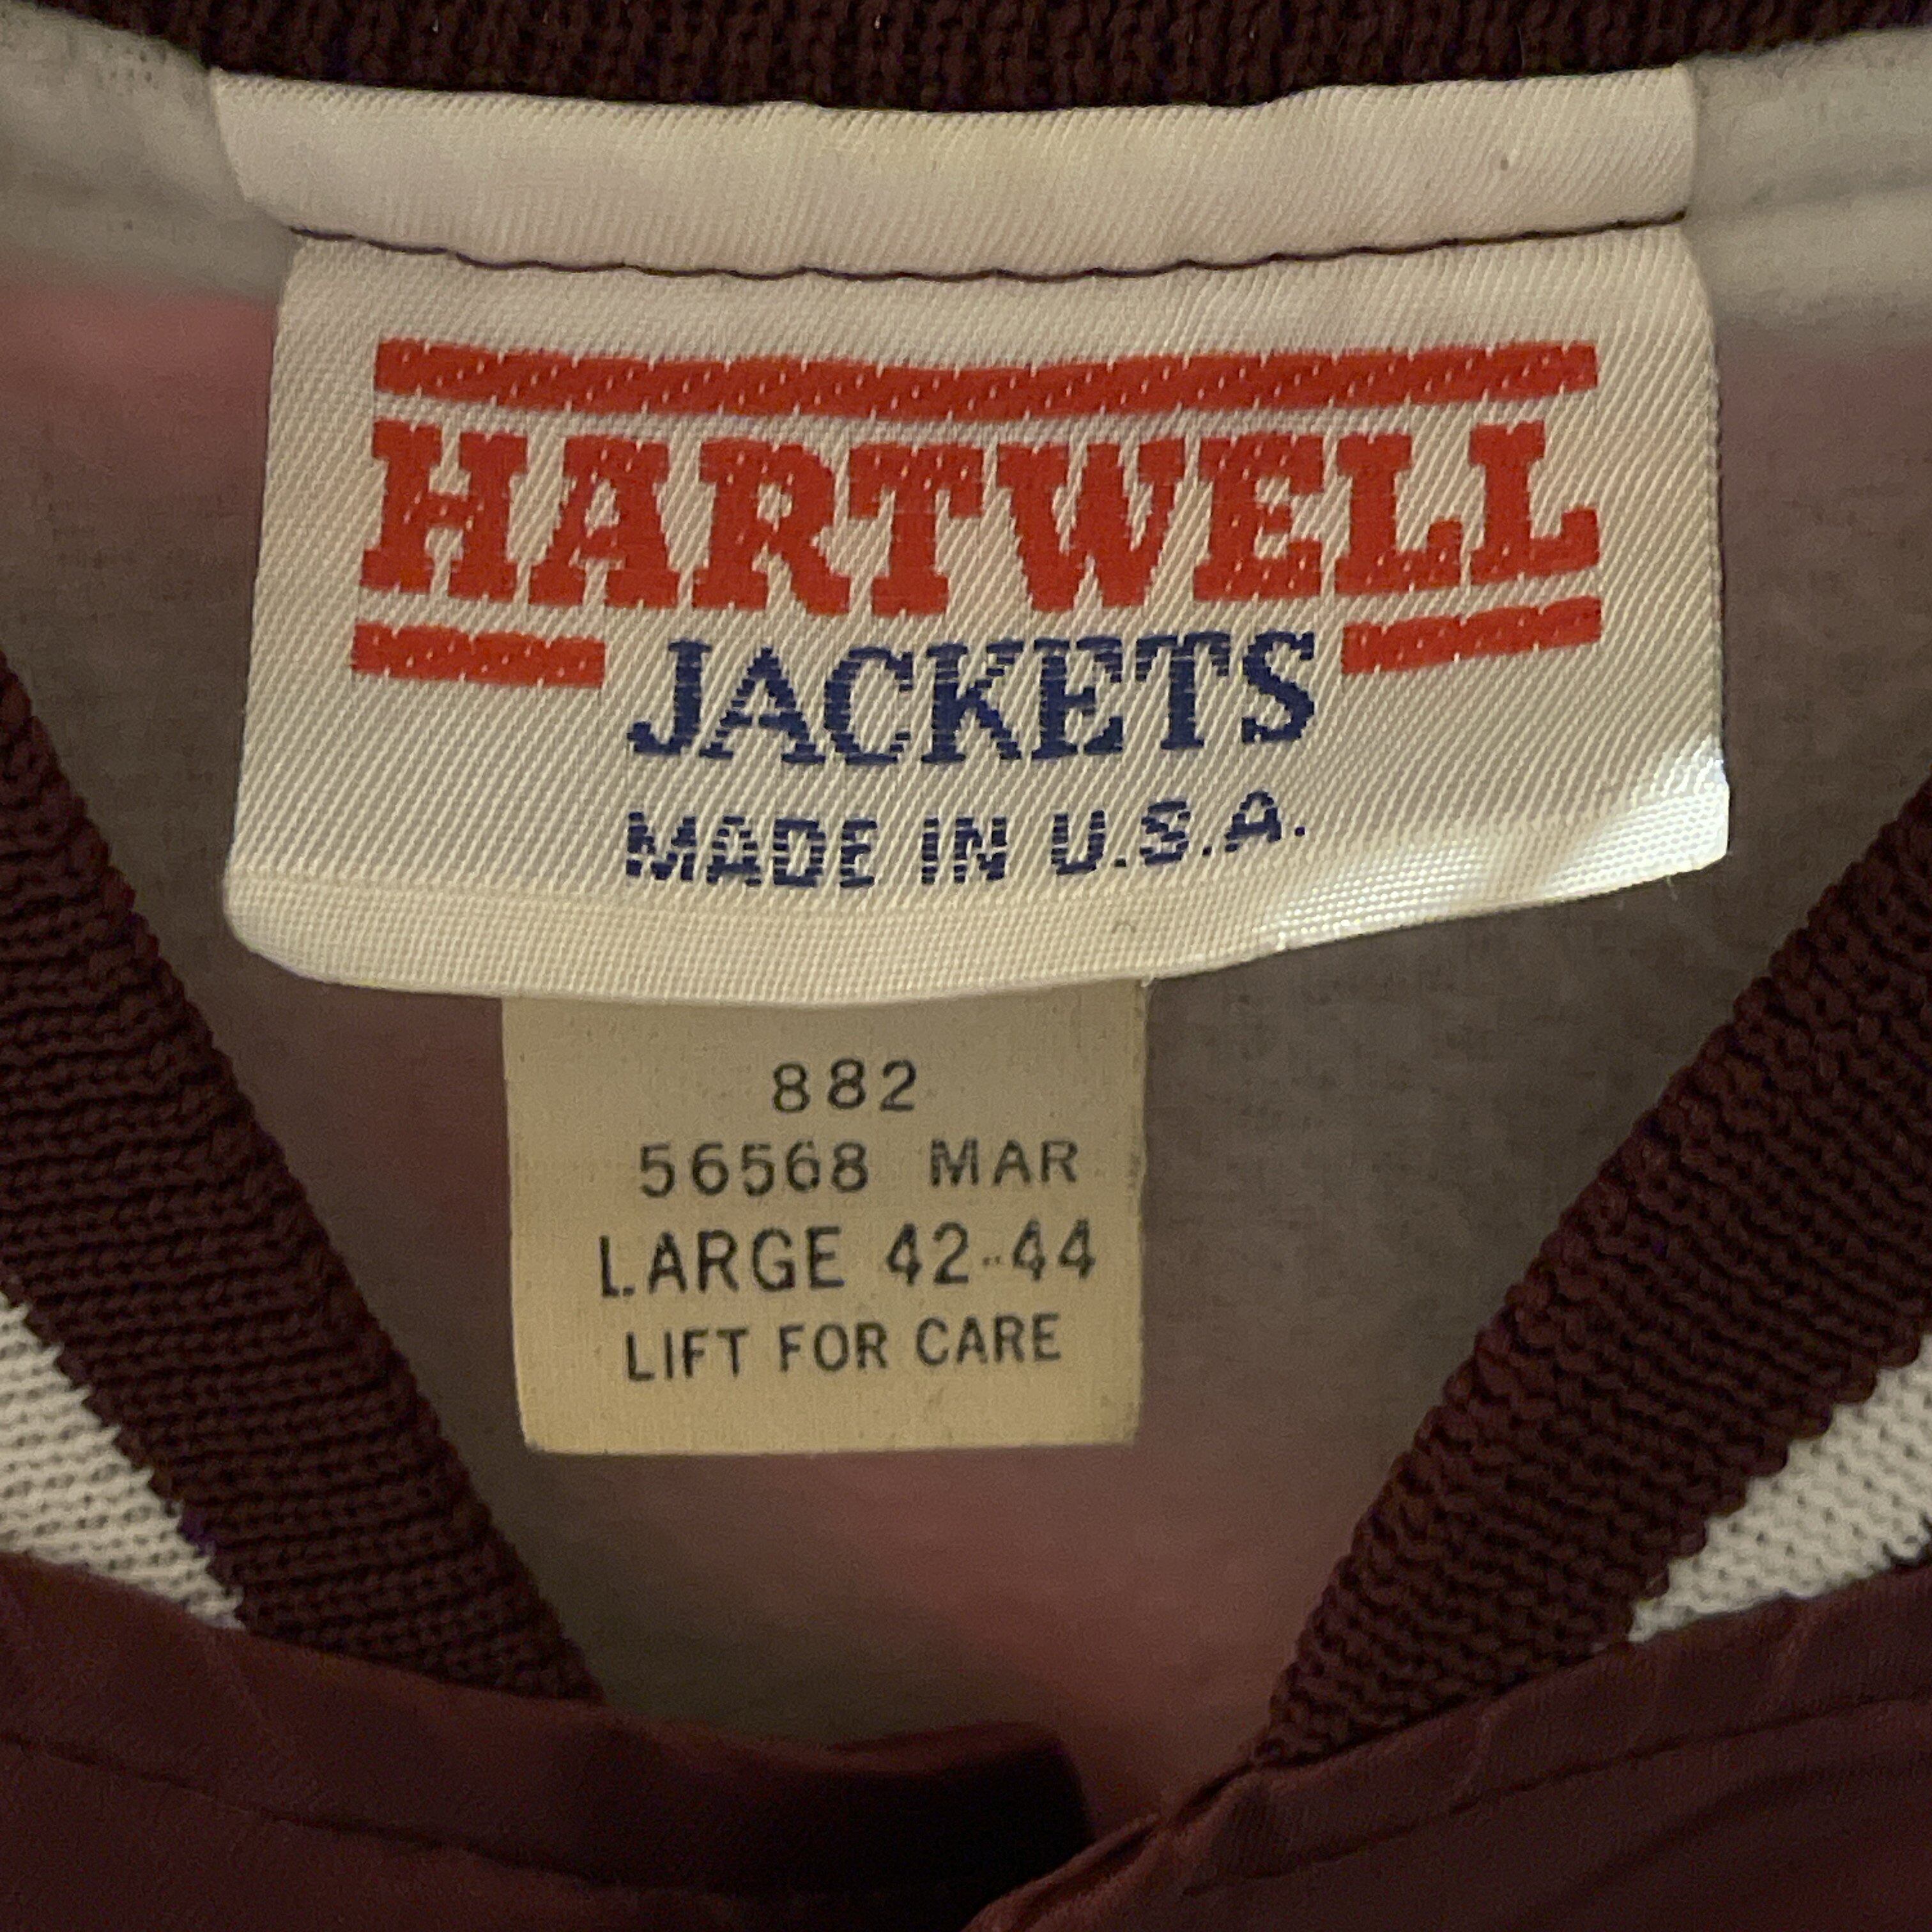 HARTWELL
JACKETS
MADE IN U.S.A.
882
56568 MAR
LARGE 42-44
LIFT FOR CARE